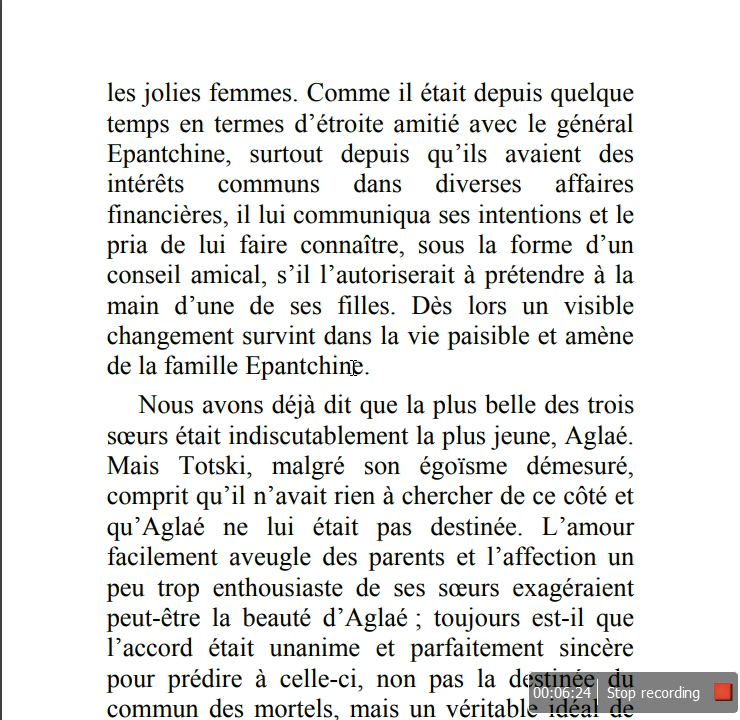 les jolies femmes. Comme il était depuis quelque
temps en termes d’étroite amitié avec le général
Epantchine, surtout depuis qu’ils avaient des
intérêts communs dans diverses affaires
financières, il lui communiqua ses intentions et le
pria de lui faire connaître, sous la forme d’un
conseil amical, s’il l’autoriserait à prétendre à la
main d’une de ses filles. Dès lors un visible
changement survint dans la vie paisible et amène
de la famille Epantchine.
Nous avons déjà dit que la plus belle des trois
sœurs était indiscutablement la plus jeune, Aglaé.
Mais Totski, malgré son égoïsme démesuré,
comprit qu’il n’avait rien à chercher de ce côté et
qu’Aglaé ne lui était pas destinée. L’amour
facilement aveugle des parents et l’affection un
peu trop enthousiaste de ses sœurs exagéraient
peut-être la beauté d’Aglaé ; toujours est-il que
l’accord était unanime et parfaitement sincère
pour prédire à celle-ci, non pas la destinée du
commun des mortels, mais un véritable idéal de
00:06:24 Stop recording